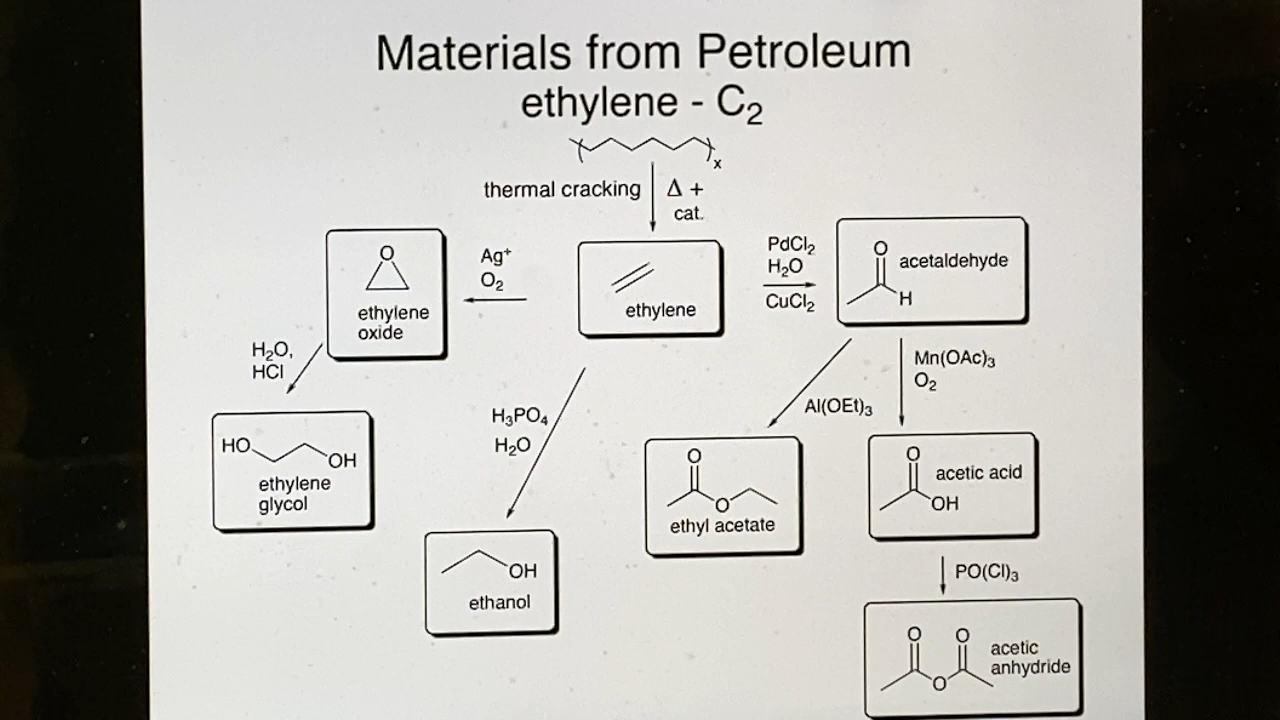 Materials from Petroleum
ethylene - C₂
x
thermal cracking
Δ +
cat.
O
ethylene
oxide
Ag⁺
O₂
ethylene
PdCl₂
H₂O
CuCl₂
O
H
acetaldehyde
H₂O,
HCl
HO
OH
ethylene
glycol
H₃PO₄
H₂O
OH
ethanol
Al(OEt)₃
O
O
ethyl acetate
Mn(OAc)₃
O₂
O
OH
acetic acid
PO(Cl)₃
O
O
O
acetic
anhydride